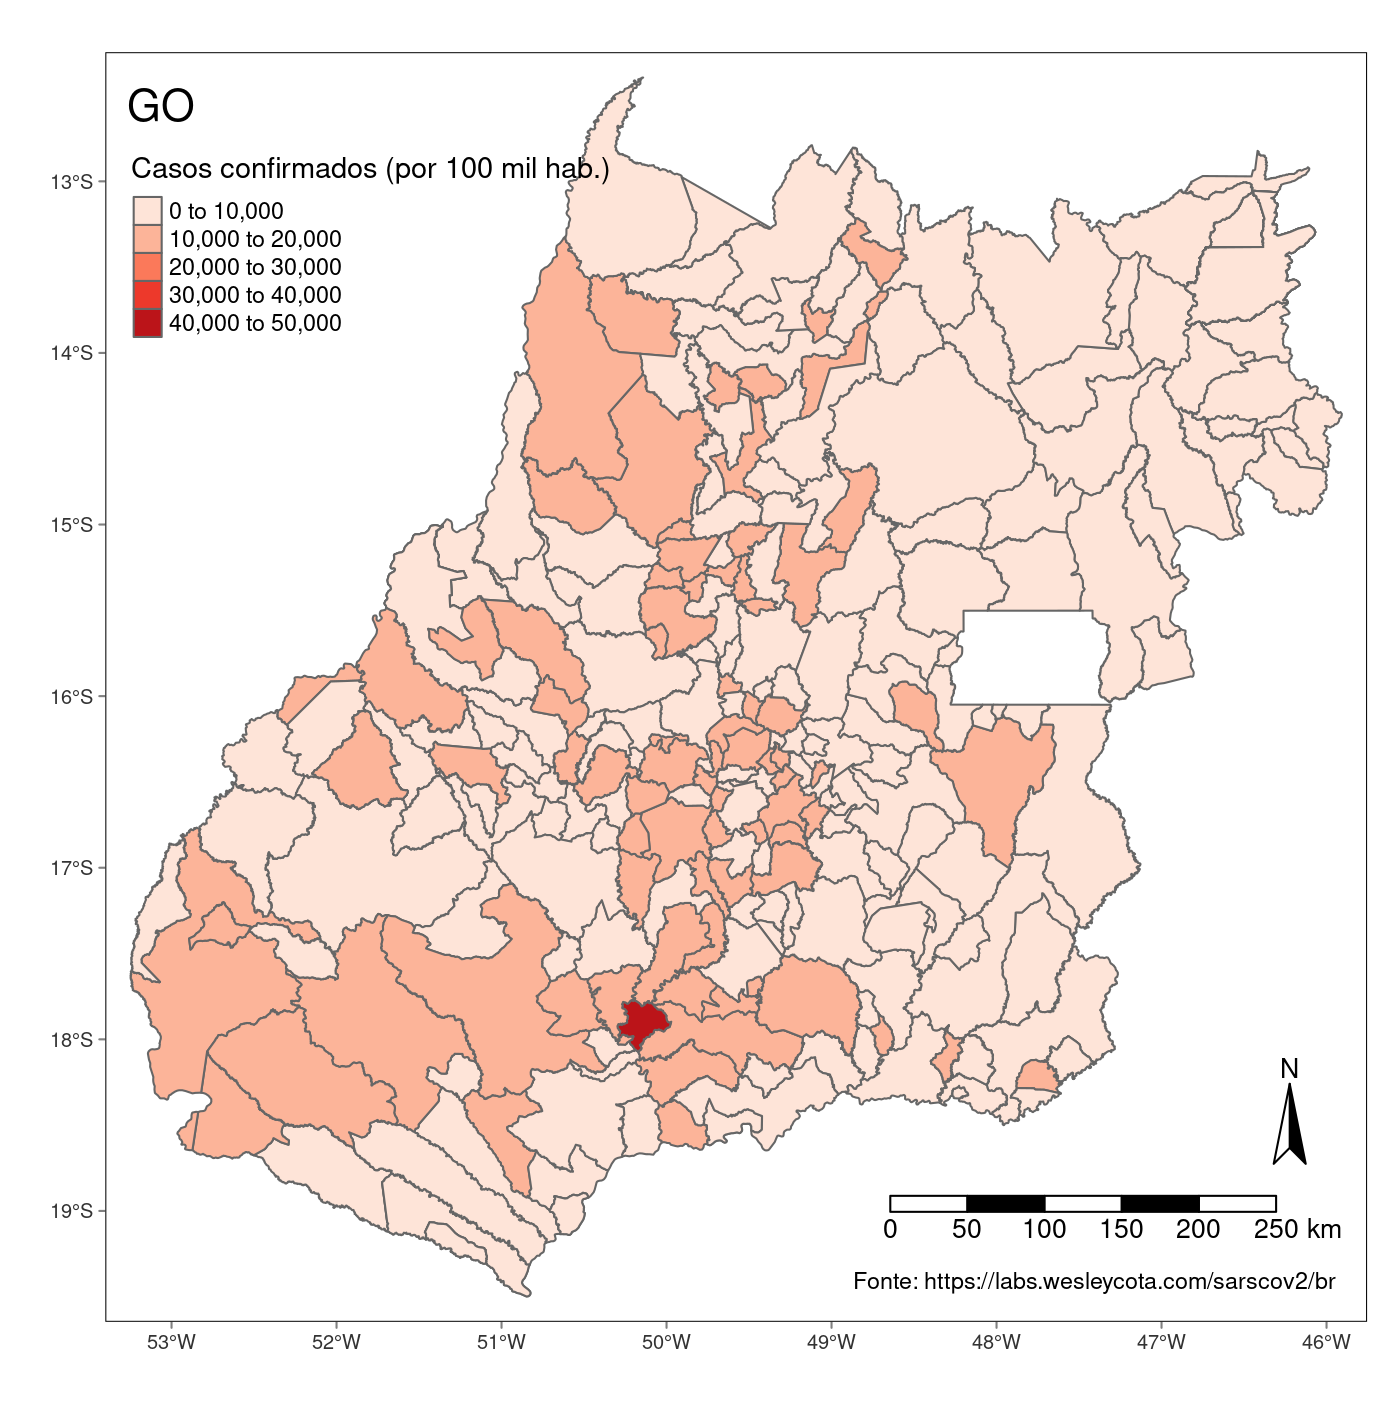 GO
Casos confirmados (por 100 mil hab.)
0 to 10,000
10,000 to 20,000
20,000 to 30,000
30,000 to 40,000
40,000 to 50,000
13°S
14°S
15°S
16°S
17°S
18°S
19°S
N
0 50 100 150 200 250 km
Fonte: https://labs.wesleycota.com/sarscov2/br
53°W 52°W 51°W 50°W 49°W 48°W 47°W 46°W